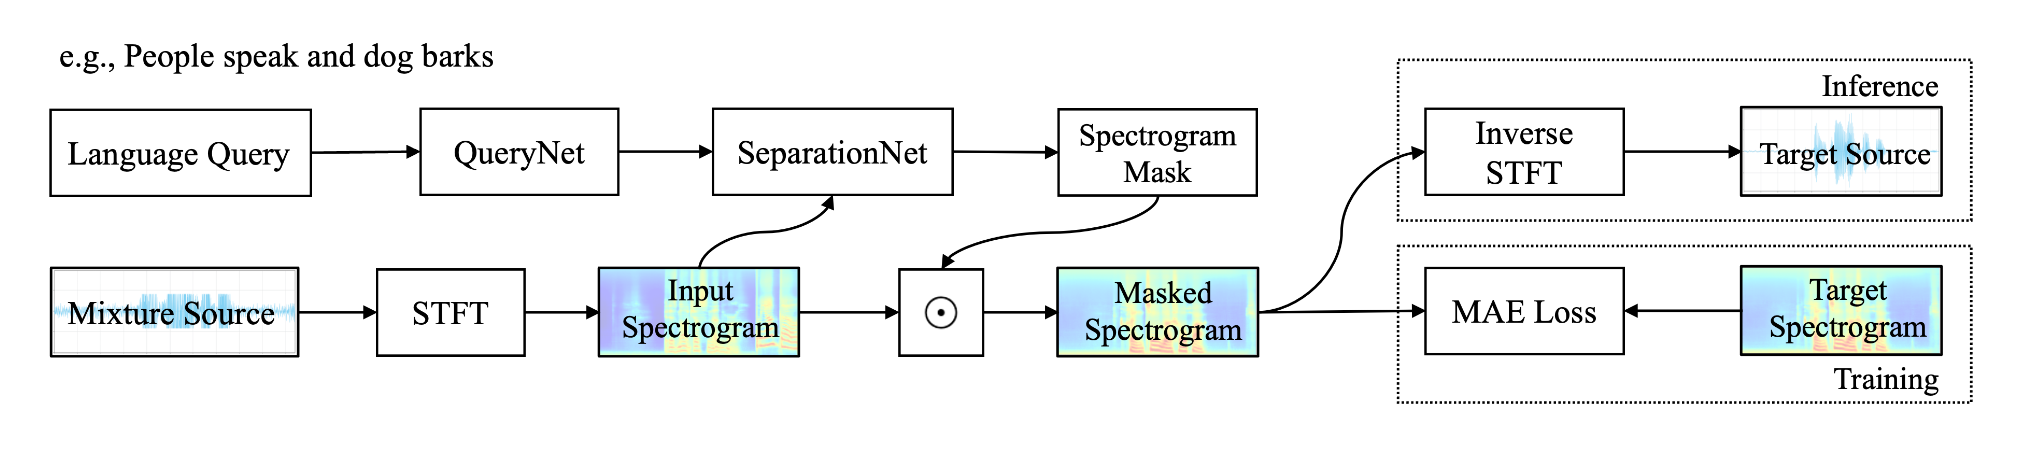 e.g., People speak and dog barks
Language Query
QueryNet
SeparationNet
Spectrogram
Mask
Inference
Inverse
STFT
Target Source
Mixture Source
STFT
Input
Spectrogram
⊙
Masked
Spectrogram
MAE Loss
Target
Spectrogram
Training